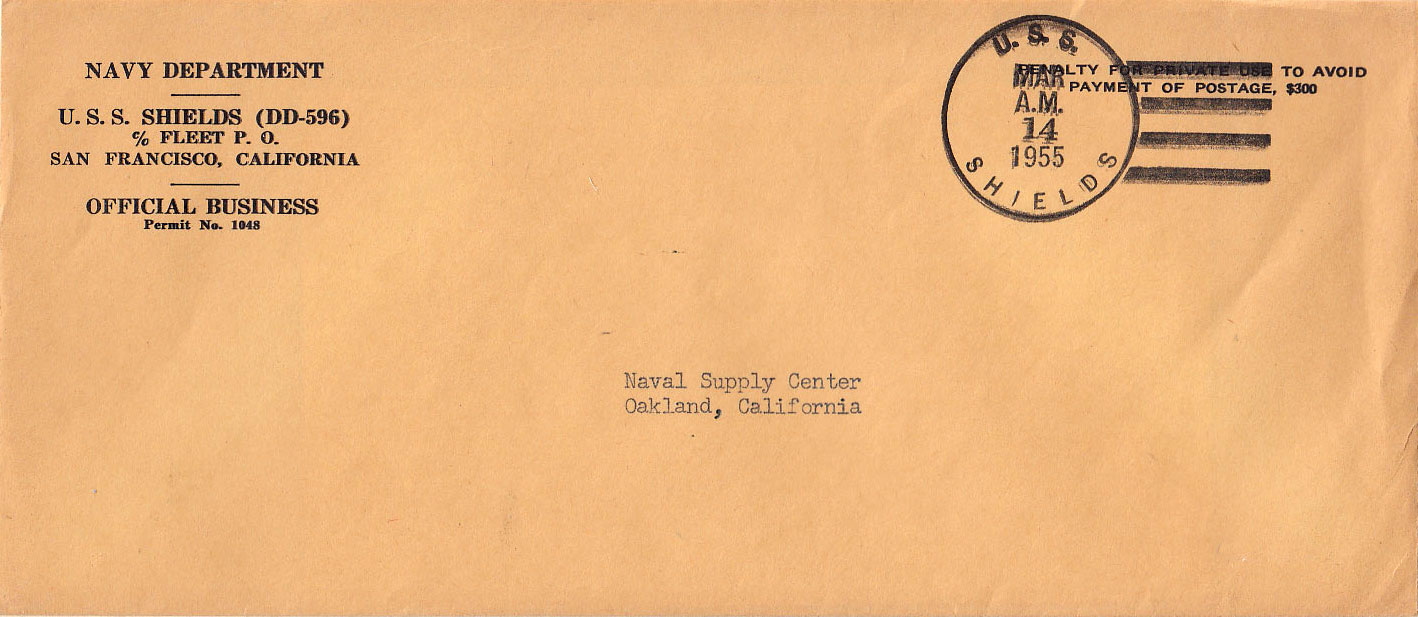 NAVY DEPARTMENT
U. S. S. SHIELDS (DD-596)
℅ FLEET P. O.
SAN FRANCISCO, CALIFORNIA
OFFICIAL BUSINESS
Permit No. 1048
U. S. S.
MAR
A.M.
14
1955
SHIELDS
PENALTY FOR PRIVATE USE TO AVOID
PAYMENT OF POSTAGE, $300
Naval Supply Center
Oakland, California